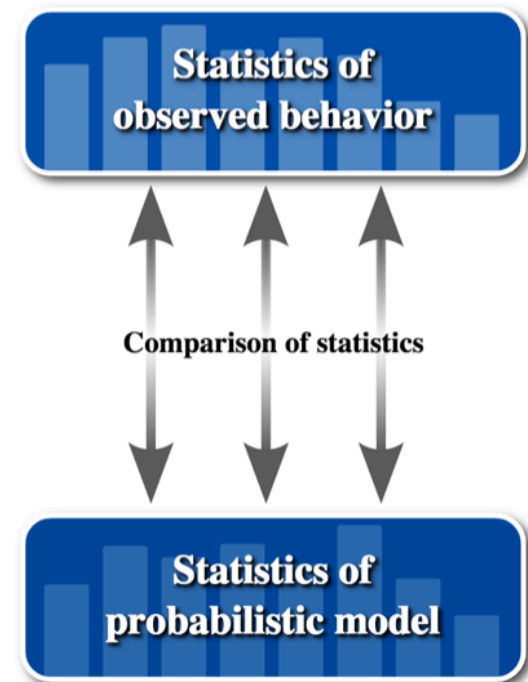 Statistics of
observed behavior
Comparison of statistics
Statistics of
probabilistic model